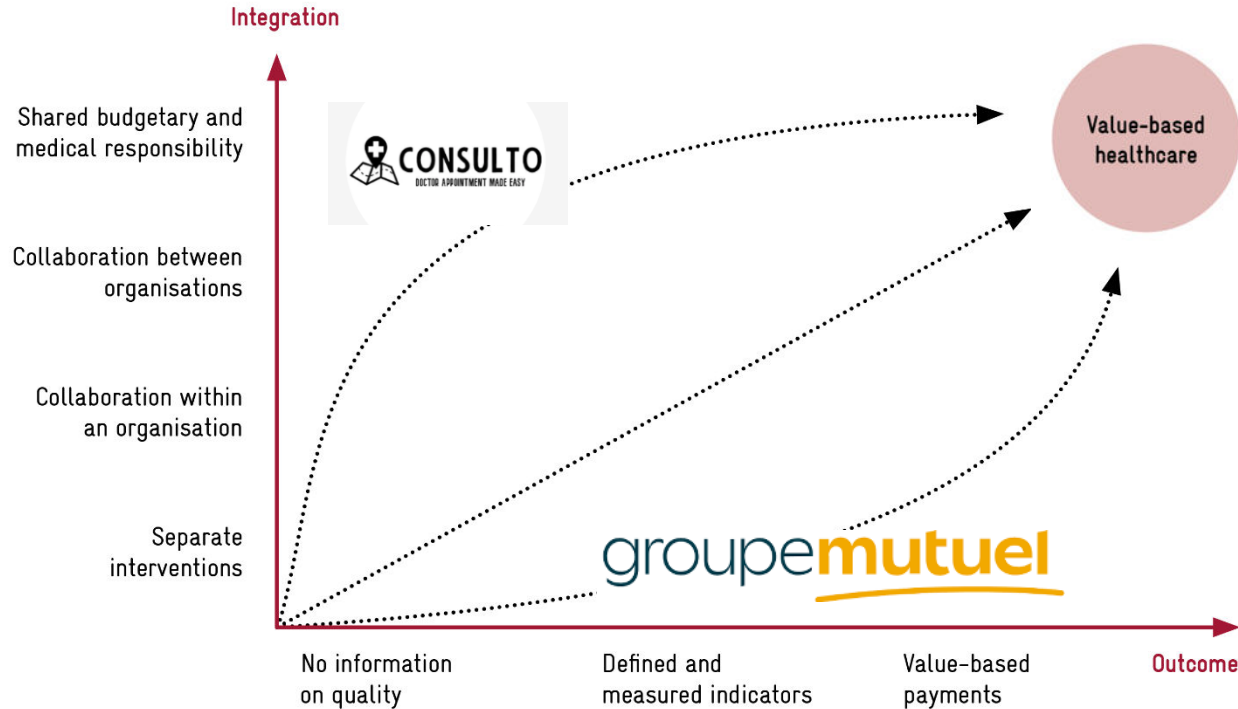 Integration
Shared budgetary and
medical responsibility
CONSULTO
DOCTOR APPOINTMENT MADE EASY
Value-based
healthcare
Collaboration between
organisations
Collaboration within
an organisation
Separate
interventions
groupemutuel
No information
on quality
Defined and
measured indicators
Value-based
payments
Outcome